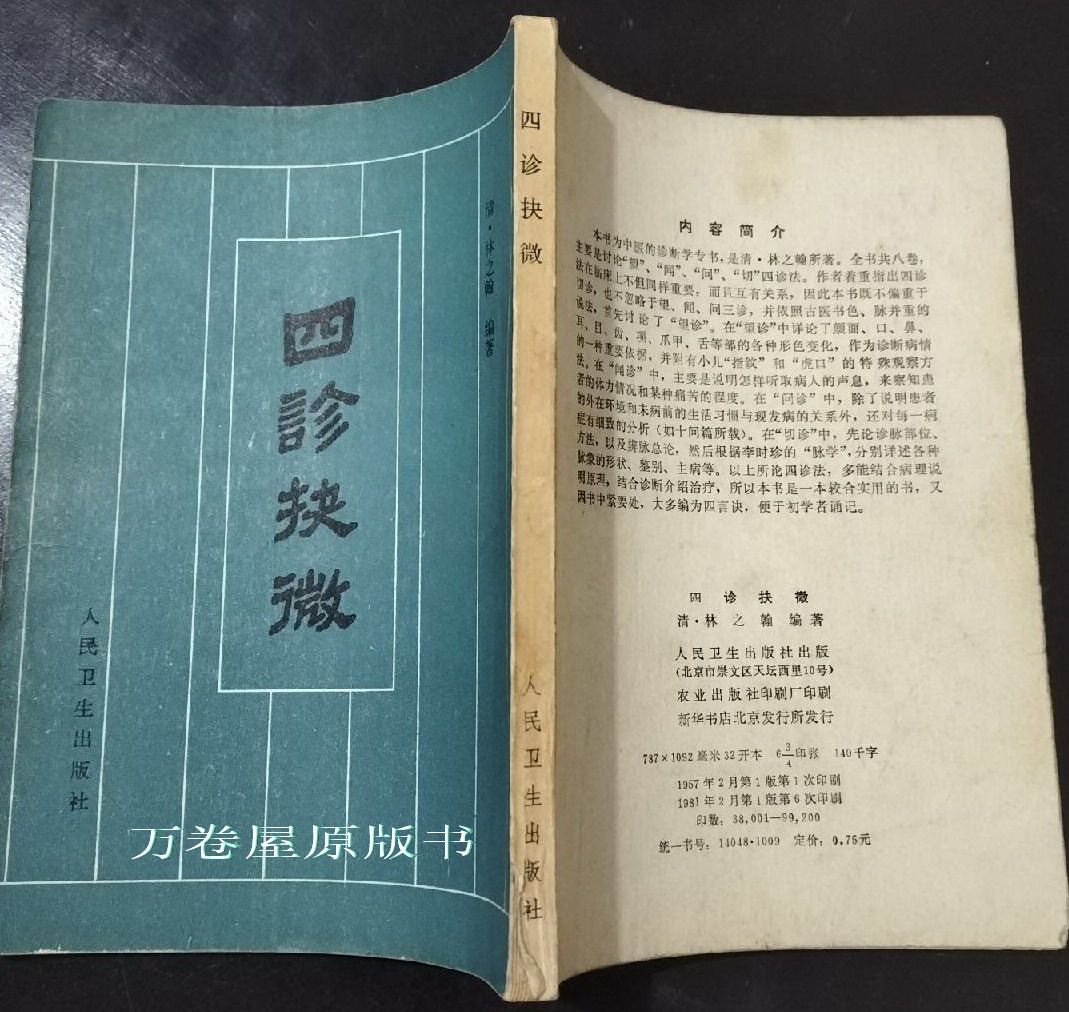 清·林之翰 编著
四診抉微
人民卫生出版社
万卷屋原版书
四诊抉微
人民卫生出版社
内容简介
本书为中医的诊断学专书,是清·林之翰所著。全书共八卷,
主要是讨论“望”、“闻”、“问”、“切”四诊法。作者着重指出四诊
法在临床上不但同样重要,而且互有关系,因此本书既不偏重于
切诊,也不忽略于望、闻、问三诊,并依照古医书色、脉并重的
说法,首先讨论了“望诊”。在“望诊”中详论了颜面、口、鼻、
耳、目、齿、项、爪甲、舌等部的各种形色变化,作为诊断病情
的一种重要依据,并附有小儿“指纹”和“虎口”的特殊观察方
法。在“闻诊”中,主要是说明怎样听取病人的声息,来察知患
者的体力情况和某种痛苦的程度。在“问诊”中,除了说明患者
的外在环境和未病前的生活习惯与现发病的关系外,还对每一病
症有细致的分析(如十问篇所载)。在“切诊”中,先论诊脉部位、
方法,以及脉总论,然后根据李时珍的“脉学”,分别详述各种
脉象的形状、鉴别、主病等。以上所论四诊法,多能结合病理说
明原理,结合诊断介绍治疗,所以本书是一本较合实用的书,又
因书中紧要处,大多编为四言诀,便于初学者诵记。
四诊抉微
清·林之翰 编著
人民卫生出版社出版
(北京市崇文区天坛西里10号)
农业出版社印刷厂印刷
新华书店北京发行所发行
787×1092毫米32开本 6 3/4印张 140千字
1957年2月第1版第1次印刷
1981年2月第1版第6次印刷
印数:38,001—99,200
统一书号:14048·1009 定价:0.75元